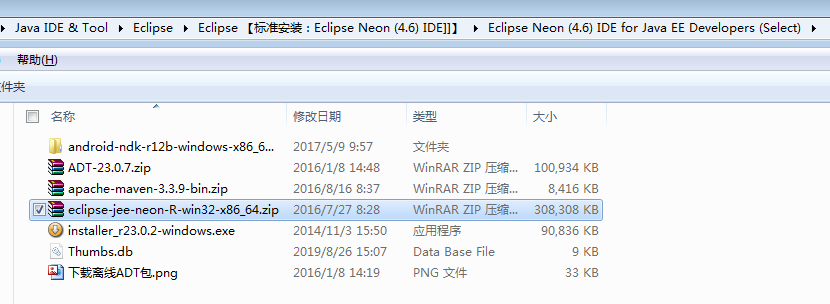 Java IDE & Tool Eclipse Eclipse 【标准安装：Eclipse Neon (4.6) IDE]]】 Eclipse Neon (4.6) IDE for Java EE Developers (Select)
帮助(H)
文件夹
名称 修改日期 类型 大小
android-ndk-r12b-windows-x86_6... 2017/5/9 9:57 文件夹
ADT-23.0.7.zip 2016/1/8 14:48 WinRAR ZIP 压缩... 100,934 KB
apache-maven-3.3.9-bin.zip 2016/8/16 8:37 WinRAR ZIP 压缩... 8,416 KB
eclipse-jee-neon-R-win32-x86_64.zip 2016/7/27 8:28 WinRAR ZIP 压缩... 308,308 KB
installer_r23.0.2-windows.exe 2014/11/3 15:50 应用程序 90,836 KB
Thumbs.db 2019/8/26 15:07 Data Base File 9 KB
下载离线ADT包.png 2016/1/8 14:19 PNG 文件 33 KB